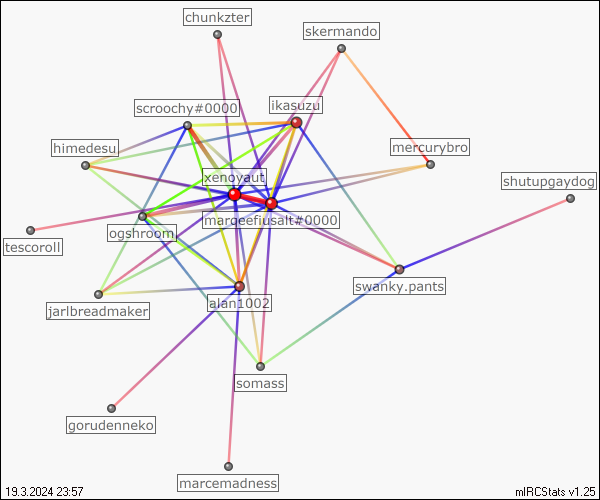 chunkzter
skermando
scroochy#0000
ikasuzu
himedesu
mercurybro
xenoyaut
shutupgaydog
ogshroom
marqeefiusalt#0000
tescoroll
swanky.pants
jarlbreadmaker
alan1002
somass
gorudenneko
marcemadness
19.3.2024 23:57
mIRCStats v1.25